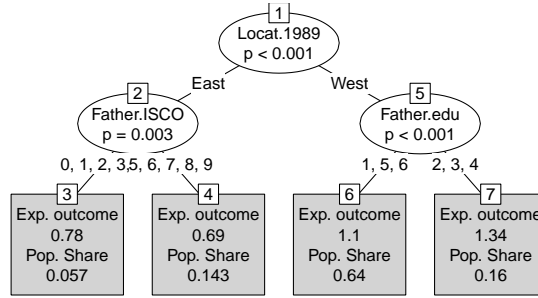 1
Locat.1989
p < 0.001
East
West
2
Father.ISCO
p = 0.003
5
Father.edu
p < 0.001
0, 1, 2, 3,5, 6, 7, 8, 9
1, 5, 6
2, 3, 4
3
Exp. outcome
0.78
Pop. Share
0.057
4
Exp. outcome
0.69
Pop. Share
0.143
6
Exp. outcome
1.1
Pop. Share
0.64
7
Exp. outcome
1.34
Pop. Share
0.16